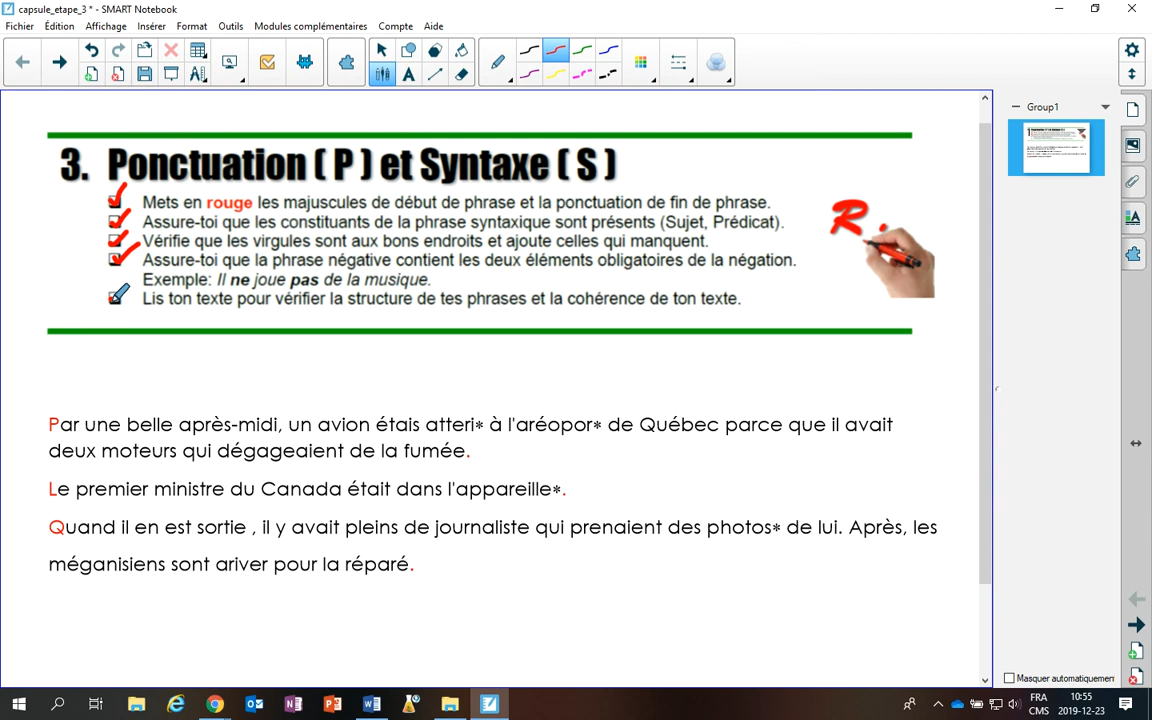 capsule_etape_3 * - SMART Notebook
Fichier Édition Affichage Insérer Format Outils Modules complémentaires Compte Aide
Group1
3. Ponctuation ( P ) et Syntaxe ( S )
Mets en rouge les majuscules de début de phrase et la ponctuation de fin de phrase.
Assure-toi que les constituants de la phrase syntaxique sont présents (Sujet, Prédicat).
Vérifie que les virgules sont aux bons endroits et ajoute celles qui manquent.
Assure-toi que la phrase négative contient les deux éléments obligatoires de la négation.
Exemple: Il ne joue pas de la musique.
Lis ton texte pour vérifier la structure de tes phrases et la cohérence de ton texte.
R.
Par une belle après-midi, un avion étais atteri* à l'aréopor* de Québec parce que il avait
deux moteurs qui dégageaient de la fumée.
Le premier ministre du Canada était dans l'appareille*.
Quand il en est sortie , il y avait pleins de journaliste qui prenaient des photos* de lui. Après, les
méganisiens sont ariver pour la réparé.
Masquer automatiquement
FRA
CMS
10:55
2019-12-23